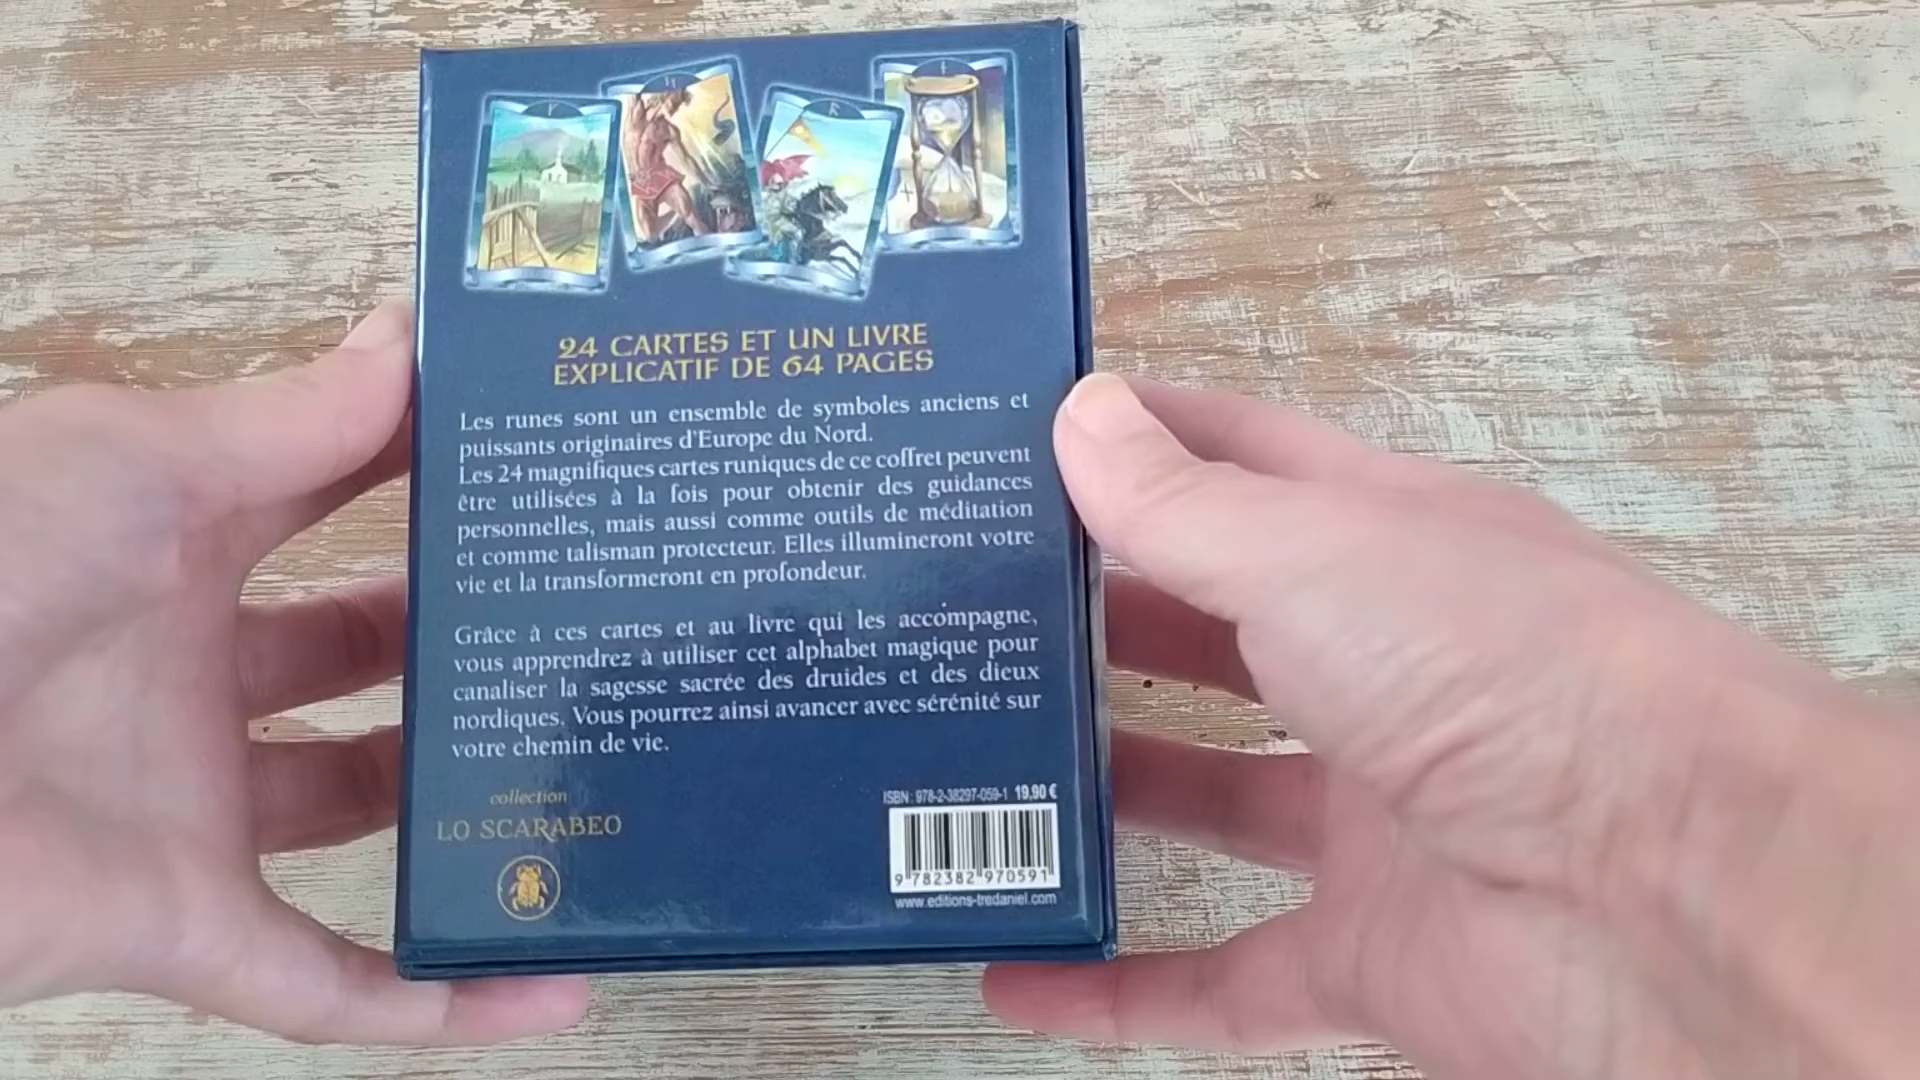 24 CARTES ET UN LIVRE
EXPLICATIF DE 64 PAGES
Les runes sont un ensemble de symboles anciens et
puissants originaires d'Europe du Nord.
Les 24 magnifiques cartes runiques de ce coffret peuvent
être utilisées à la fois pour obtenir des guidances
personnelles, mais aussi comme outils de méditation
et comme talisman protecteur. Elles illumineront votre
vie et la transformeront en profondeur.
Grâce à ces cartes et au livre qui les accompagne,
vous apprendrez à utiliser cet alphabet magique pour
canaliser la sagesse sacrée des druides et des dieux
nordiques. Vous pourrez ainsi avancer avec sérénité sur
votre chemin de vie.
collection
LO SCARABEO
ISBN : 978-2-38297-059-1 19,90 €
9 782382 970591
www.editions-tredaniel.com